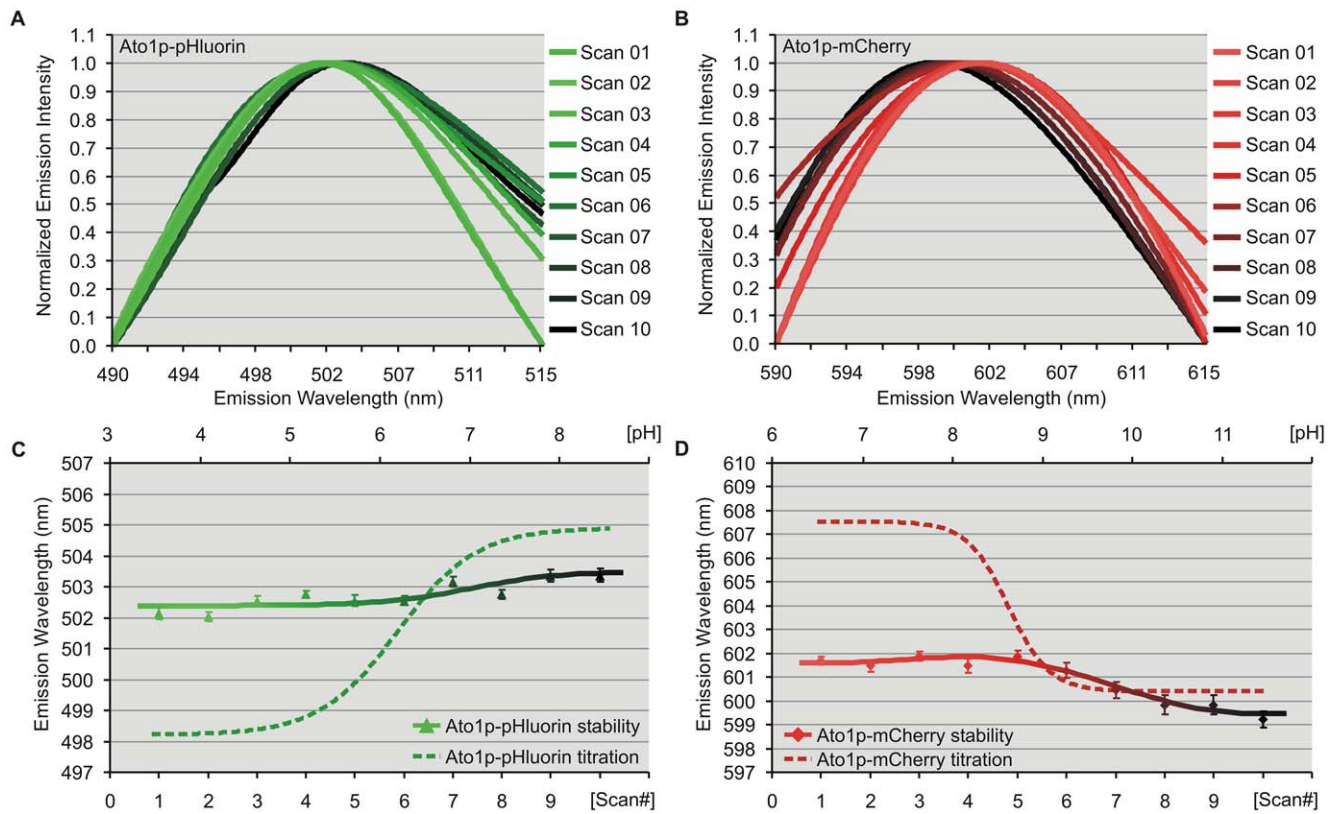 A
Ato1p-pHluorin
Normalized Emission Intensity
1.1
1.0
0.9
0.8
0.7
0.6
0.5
0.4
0.3
0.2
0.1
0.0
490 494 498 502 507 511 515
Emission Wavelength (nm)
Scan 01
Scan 02
Scan 03
Scan 04
Scan 05
Scan 06
Scan 07
Scan 08
Scan 09
Scan 10
B
Ato1p-mCherry
Normalized Emission Intensity
1.1
1.0
0.9
0.8
0.7
0.6
0.5
0.4
0.3
0.2
0.1
0.0
590 594 598 602 607 611 615
Emission Wavelength (nm)
Scan 01
Scan 02
Scan 03
Scan 04
Scan 05
Scan 06
Scan 07
Scan 08
Scan 09
Scan 10
C
3 4 5 6 7 8 [pH]
Emission Wavelength (nm)
507
506
505
504
503
502
501
500
499
498
497
Ato1p-pHluorin stability
Ato1p-pHluorin titration
0 1 2 3 4 5 6 7 8 9 [Scan#]
D
6 7 8 9 10 11 [pH]
Emission Wavelength (nm)
610
609
608
607
606
605
604
603
602
601
600
599
598
597
Ato1p-mCherry stability
Ato1p-mCherry titration
0 1 2 3 4 5 6 7 8 9 [Scan#]